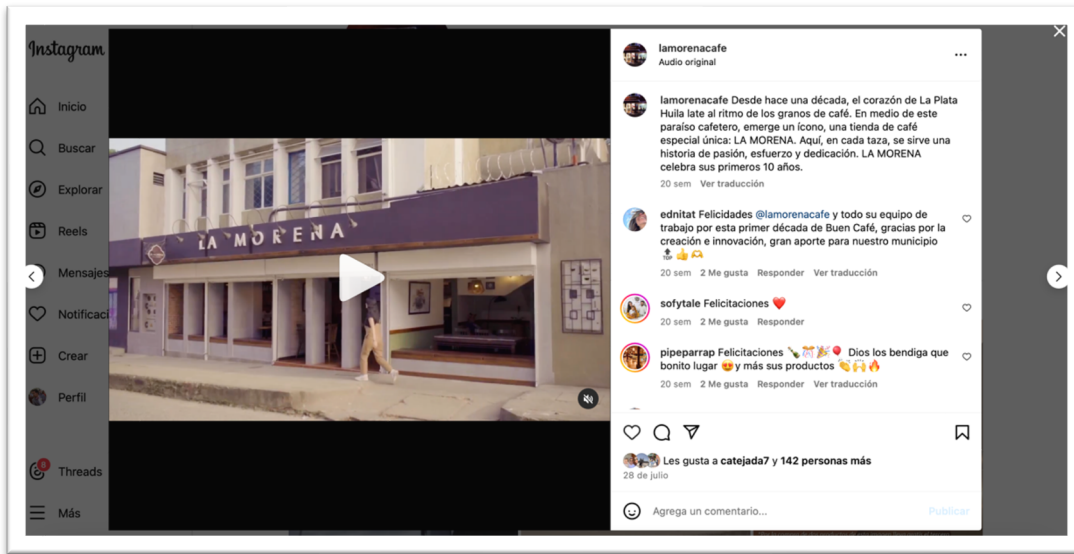 Instagram
Inicio
Buscar
Explorar
Reels
Mensajes
Notificaci
Crear
Perfil
8
Threads
Más
LA MORENA
lamorenacafe
Audio original
lamorenacafe Desde hace una década, el corazón de La Plata
Huila late al ritmo de los granos de café. En medio de este
paraíso cafetero, emerge un ícono, una tienda de café
especial única: LA MORENA. Aquí, en cada taza, se sirve una
historia de pasión, esfuerzo y dedicación. LA MORENA
celebra sus primeros 10 años.
20 sem Ver traducción
ednitat Felicidades @lamorenacafe y todo su equipo de
trabajo por esta primer década de Buen Café, gracias por la
creación e innovación, gran aporte para nuestro municipio
🔝👍🫶
20 sem 2 Me gusta Responder Ver traducción
sofytale Felicitaciones ❤️
20 sem 2 Me gusta Responder
pipeparrap Felicitaciones 🍾🎊🎉🎈 Dios los bendiga que
bonito lugar 😍y más sus productos 👏🙌🔥
20 sem 2 Me gusta Responder Ver traducción
Les gusta a catejada7 y 142 personas más
28 de julio
Agrega un comentario...
Publicar